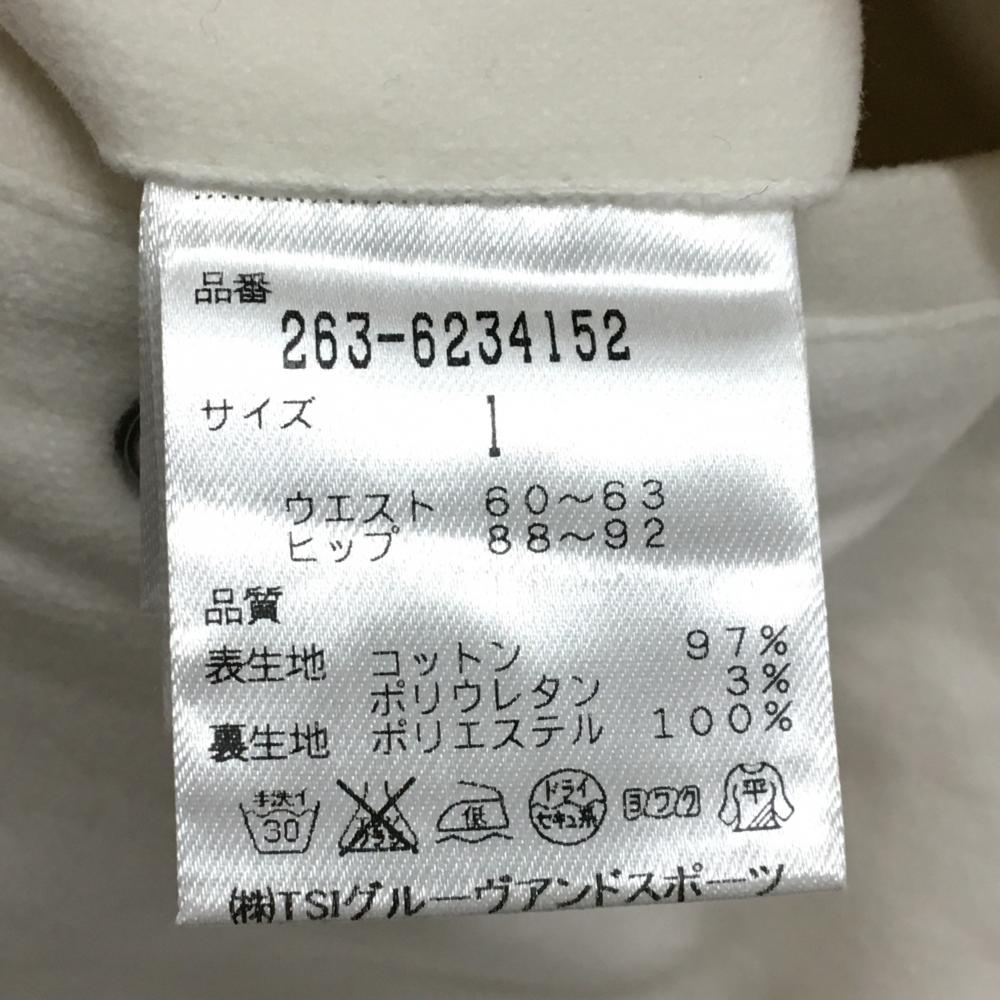 品番
263-6234152
サイズ 1
ウエスト 60〜63
ヒップ 88〜92
品質
表生地 コットン 97%
ポリウレタン 3%
裏生地 ポリエステル 100%
手洗イ 30 低 ドライ セキユ系 ヨワク 平
(株)TSIグルーヴアンドスポーツ